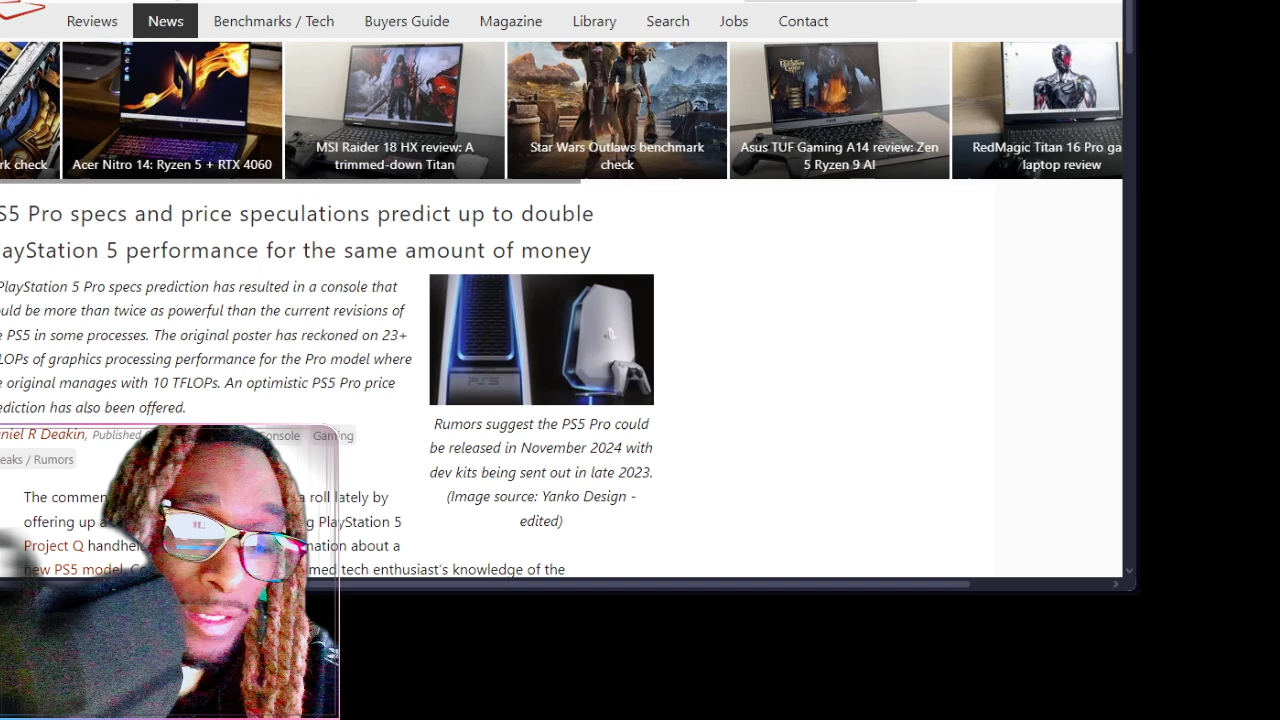 Reviews
News
Benchmarks / Tech
Buyers Guide
Magazine
Library
Search
Jobs
Contact
rk check
Acer Nitro 14: Ryzen 5 + RTX 4060
MSI Raider 18 HX review: A
trimmed-down Titan
Star Wars Outlaws benchmark
check
Asus TUF Gaming A14 review: Zen
5 Ryzen 9 AI
RedMagic Titan 16 Pro ga
laptop review
S5 Pro specs and price speculations predict up to double
ayStation 5 performance for the same amount of money
PlayStation 5 Pro specs prediction has resulted in a console that
uld be more than twice as powerful than the current revisions of
e PS5 in some processes. The original poster has reckoned on 23+
LOPs of graphics processing performance for the Pro model where
e original manages with 10 TFLOPs. An optimistic PS5 Pro price
ediction has also been offered.
niel R Deakin, Published
onsole Gaming
eaks / Rumors
PS5
Rumors suggest the PS5 Pro could
be released in November 2024 with
dev kits being sent out in late 2023.
(Image source: Yanko Design -
edited)
The commen a roll lately by
offering up a g PlayStation 5
Project Q handhel mation about a
new PS5 model. Co med tech enthusiast's knowledge of the